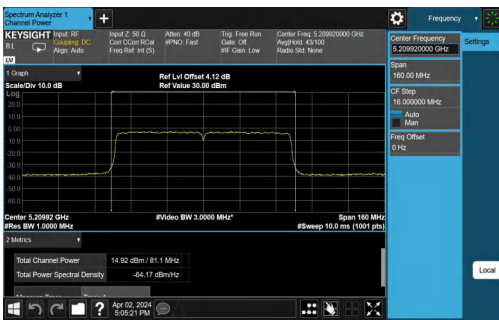 Spectrum Analyzer 1
Channel Power
+
Frequency
KEYSIGHT
Input: RF
Input Z: 50 Ω
Atten: 40 dB
Trig: Free Run
Center Freq: 5.209920000 GHz
R L
Coupling: DC
Corr CCorr RCal
#PNO: Fast
Gate: Off
Avg|Hold: 43/100
Align: Auto
Freq Ref: Int (S)
#IF Gain: Low
Radio Std: None
Center Frequency
5.209920000 GHz
Settings
Span
160.00 MHz
CF Step
16.000000 MHz
Auto
Man
Freq Offset
0 Hz
1 Graph
Ref Lvl Offset 4.12 dB
Scale/Div 10.0 dB
Ref Value 30.00 dBm
Log
20.0
10.0
0.00
-10.0
-20.0
-30.0
-40.0
-50.0
-60.0
Center 5.20992 GHz
#Video BW 3.0000 MHz*
Span 160 MHz
#Res BW 1.0000 MHz
#Sweep 10.0 ms (1001 pts)
2 Metrics
Total Channel Power
14.92 dBm / 81.1 MHz
Total Power Spectral Density
-64.17 dBm/Hz
Local
?
Apr 02, 2024
5:05:21 PM